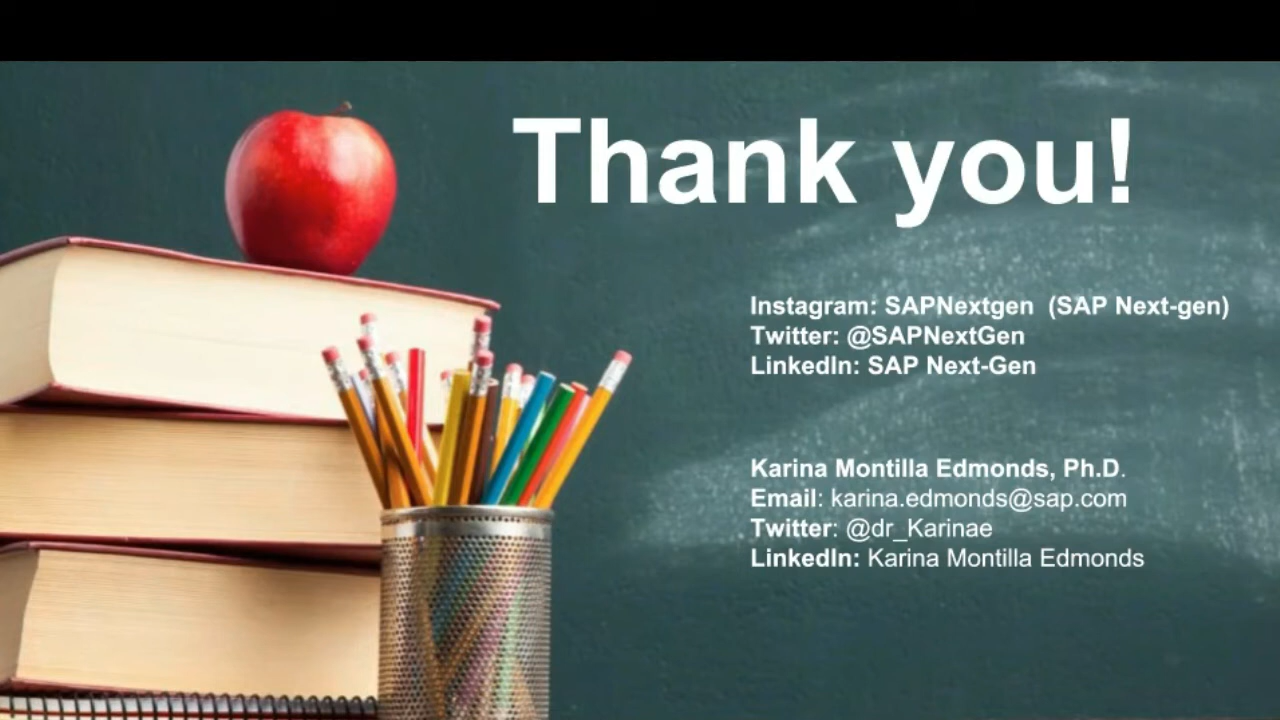 Thank you!
Instagram: SAPNextgen  (SAP Next-gen)
Twitter: @SAPNextGen
LinkedIn: SAP Next-Gen
Karina Montilla Edmonds, Ph.D.
Email: karina.edmonds@sap.com
Twitter: @dr_Karinae
LinkedIn: Karina Montilla Edmonds